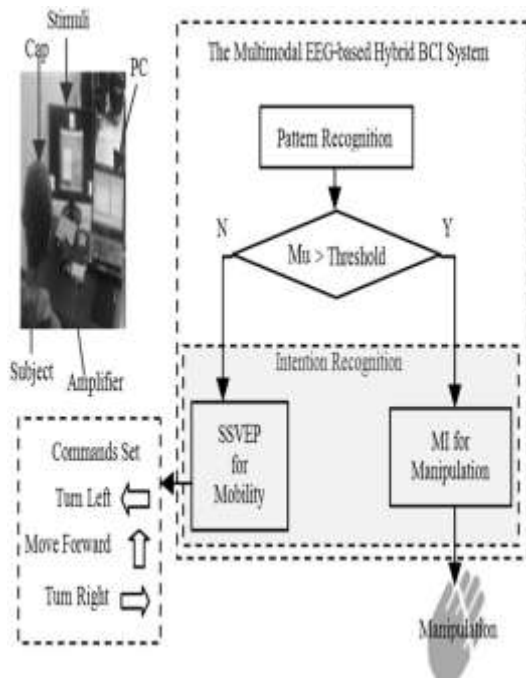 Stimuli
Cap
PC
Subject
Amplifier
The Multimodal EEG-based Hybrid BCI System
Pattern Recognition
N
Y
Mu > Threshold
Intention Recognition
SSVEP
for
Mobility
MI for
Manipulation
Commands Set
Turn Left
Move Forward
Turn Right
Manipulation